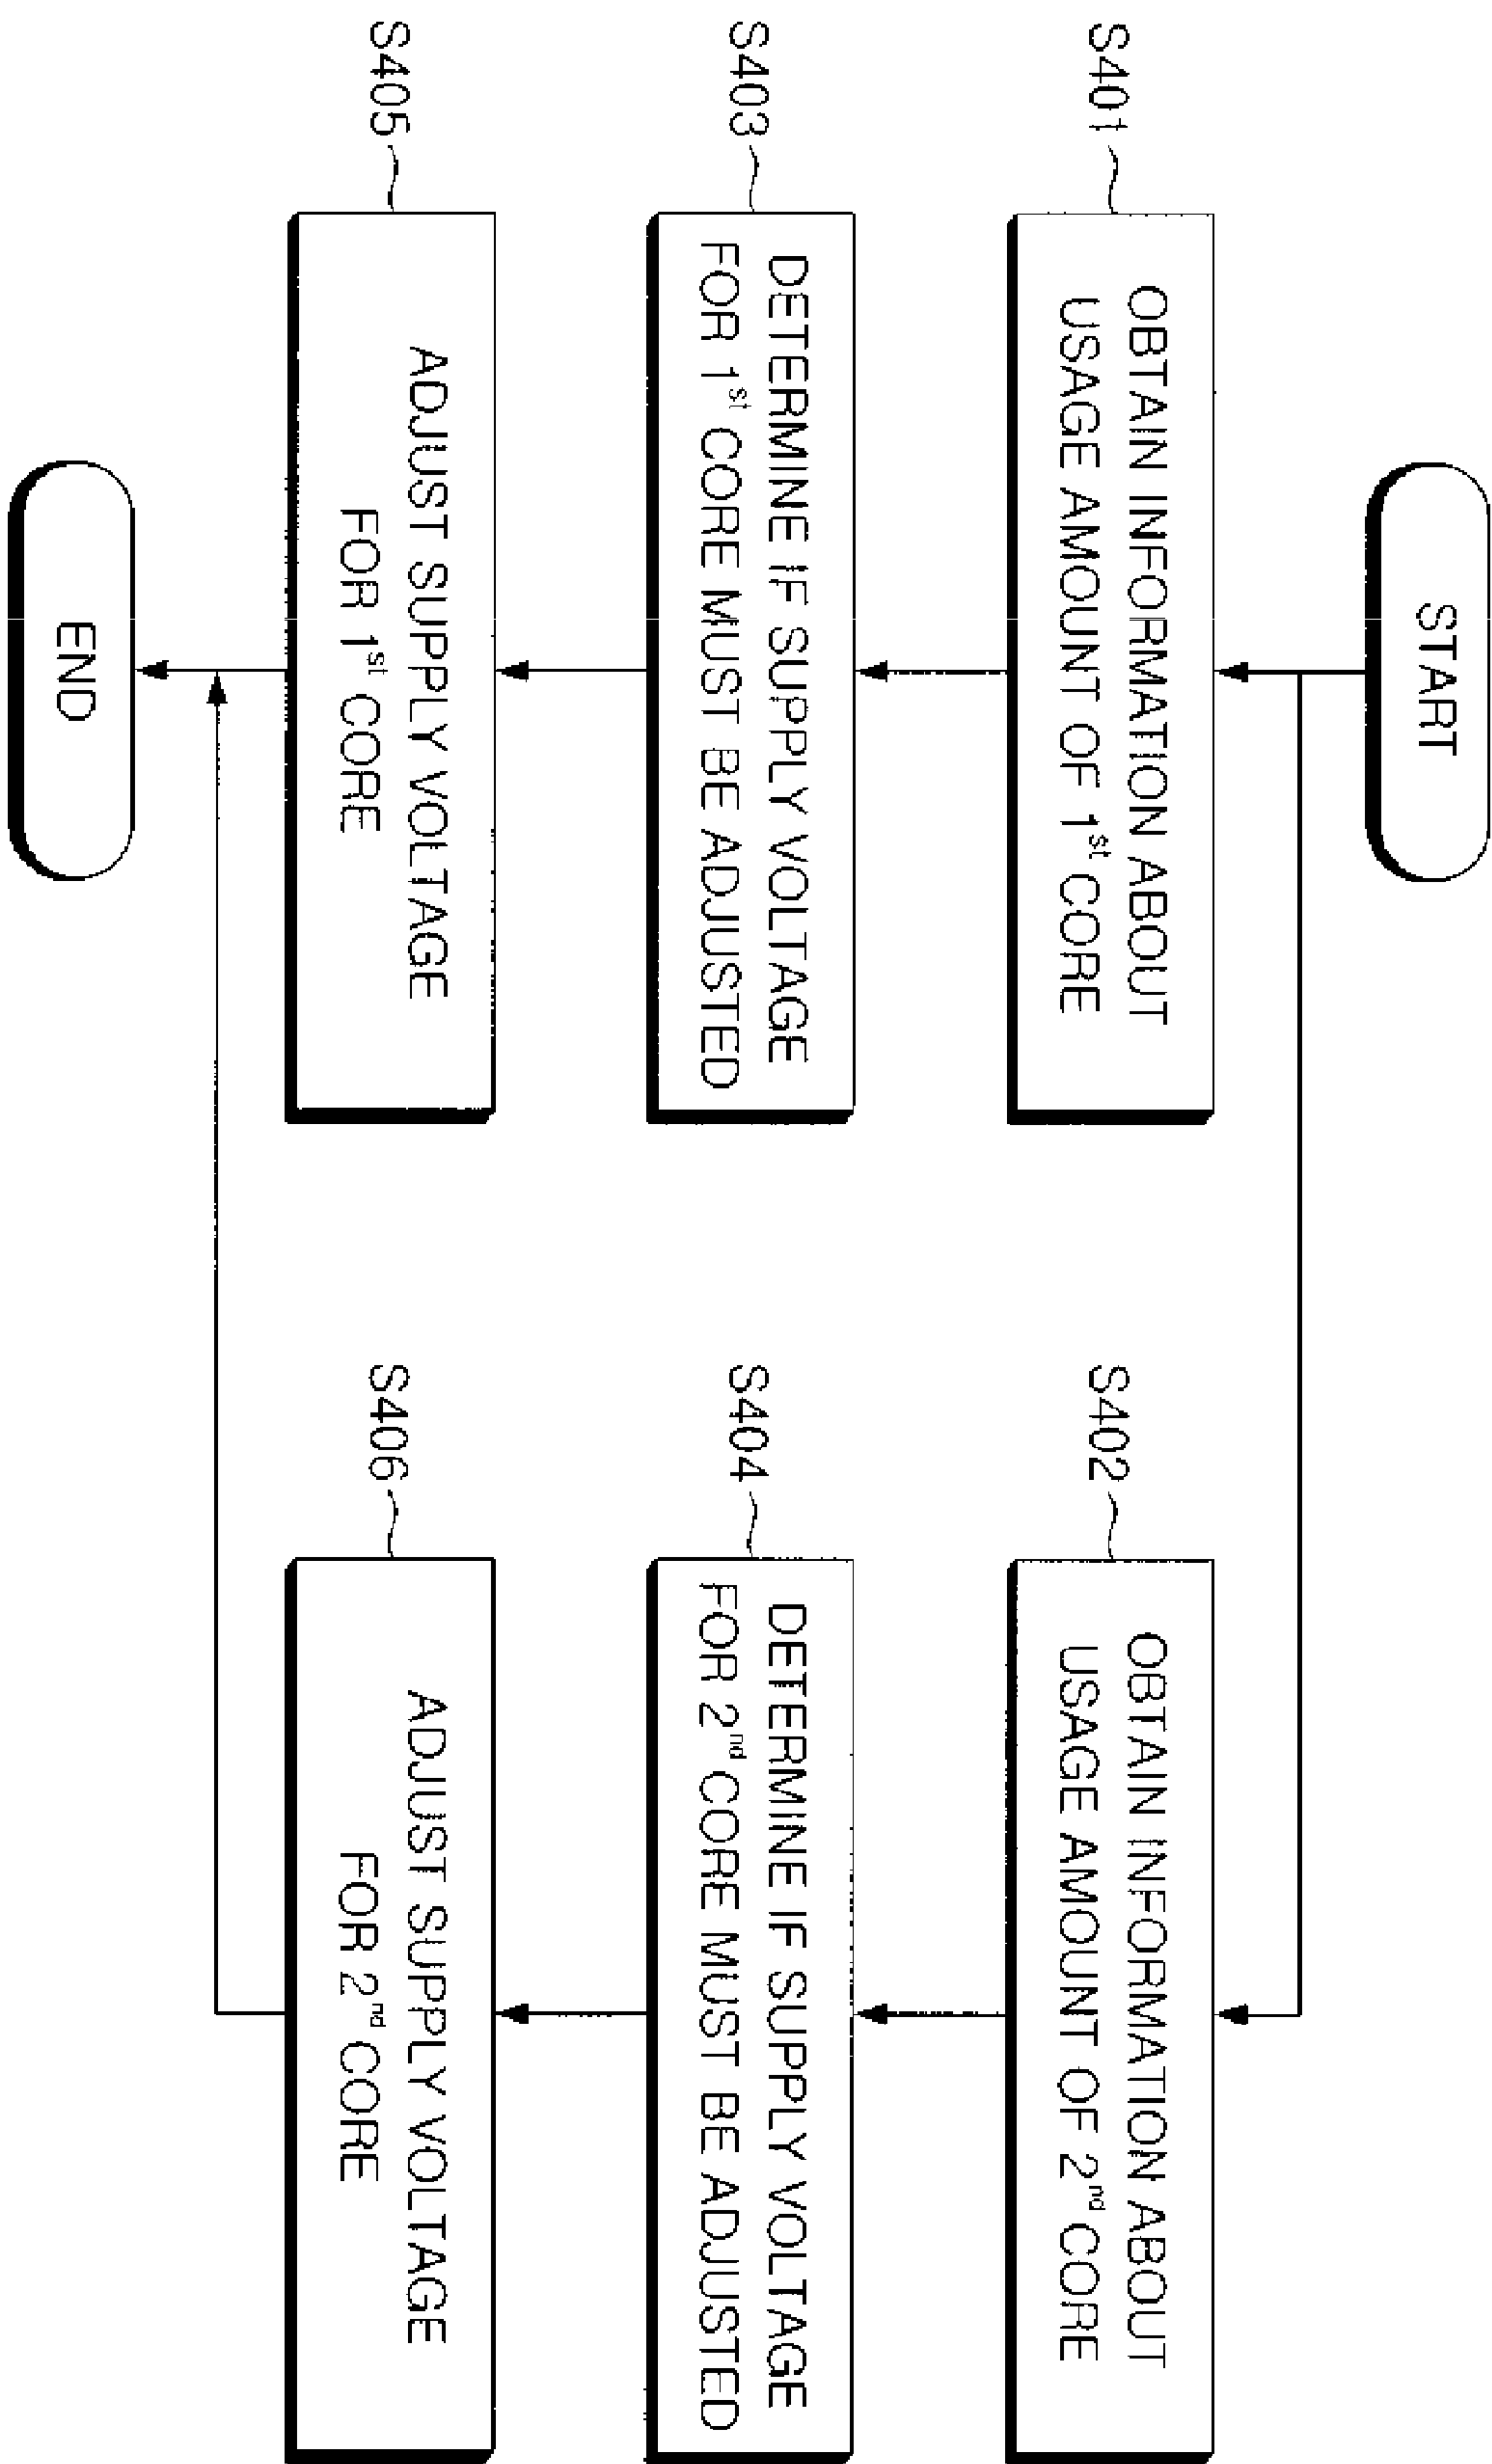 START
S401
OBTAIN INFORMATION ABOUT
USAGE AMOUNT OF 1st CORE
S402
OBTAIN INFORMATION ABOUT
USAGE AMOUNT OF 2nd CORE
S403
DETERMINE IF SUPPLY VOLTAGE
FOR 1st CORE MUST BE ADJUSTED
S404
DETERMINE IF SUPPLY VOLTAGE
FOR 2nd CORE MUST BE ADJUSTED
S405
ADJUST SUPPLY VOLTAGE
FOR 1st CORE
S406
ADJUST SUPPLY VOLTAGE
FOR 2nd CORE
END